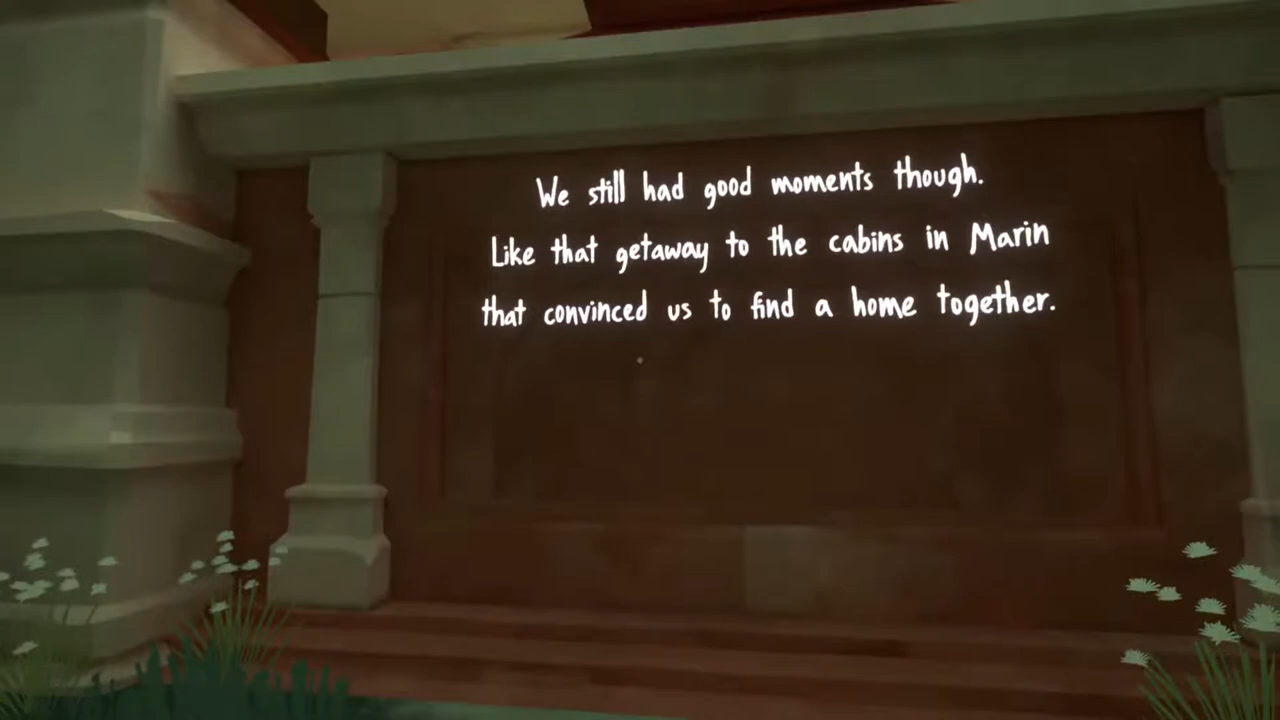 We still had good moments though.
Like that getaway to the cabins in Marin
that convinced us to find a home together.